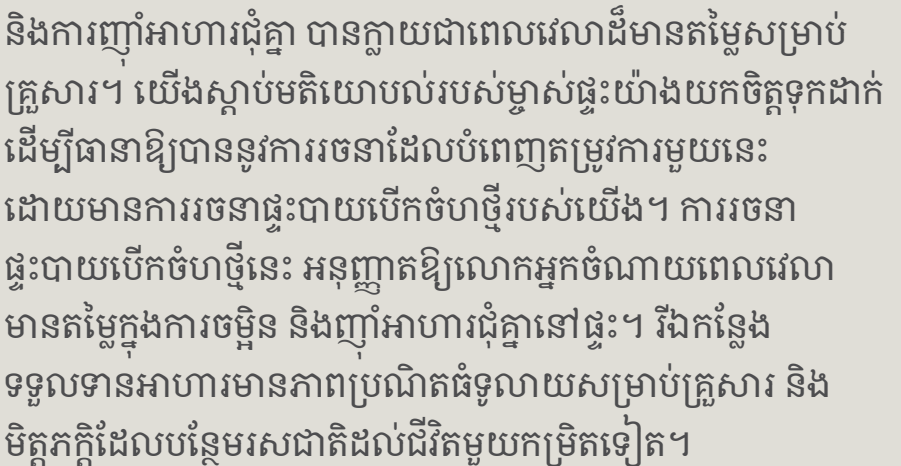 និងការញ៉ាំអាហារជុំគ្នា បានក្លាយជាពេលវេលាដ៏មានតម្លៃសម្រាប់
គ្រួសារ។ យើងស្តាប់មតិយោបល់របស់ម្ចាស់ផ្ទះយ៉ាងយកចិត្តទុកដាក់
ដើម្បីធានាឱ្យបាននូវការរចនាដែលបំពេញតម្រូវការមួយនេះ
ដោយមានការរចនាផ្ទះបាយបើកចំហថ្មីរបស់យើង។ ការរចនា
ផ្ទះបាយបើកចំហថ្មីនេះ អនុញ្ញាតឱ្យលោកអ្នកចំណាយពេលវេលា
មានតម្លៃក្នុងការចម្អិន និងញ៉ាំអាហារជុំគ្នានៅផ្ទះ។ រីឯកន្លែង
ទទួលទានអាហារមានភាពប្រណិតធំទូលាយសម្រាប់គ្រួសារ និង
មិត្តភក្តិដែលបន្ថែមរសជាតិដល់ជីវិតមួយកម្រិតទៀត។